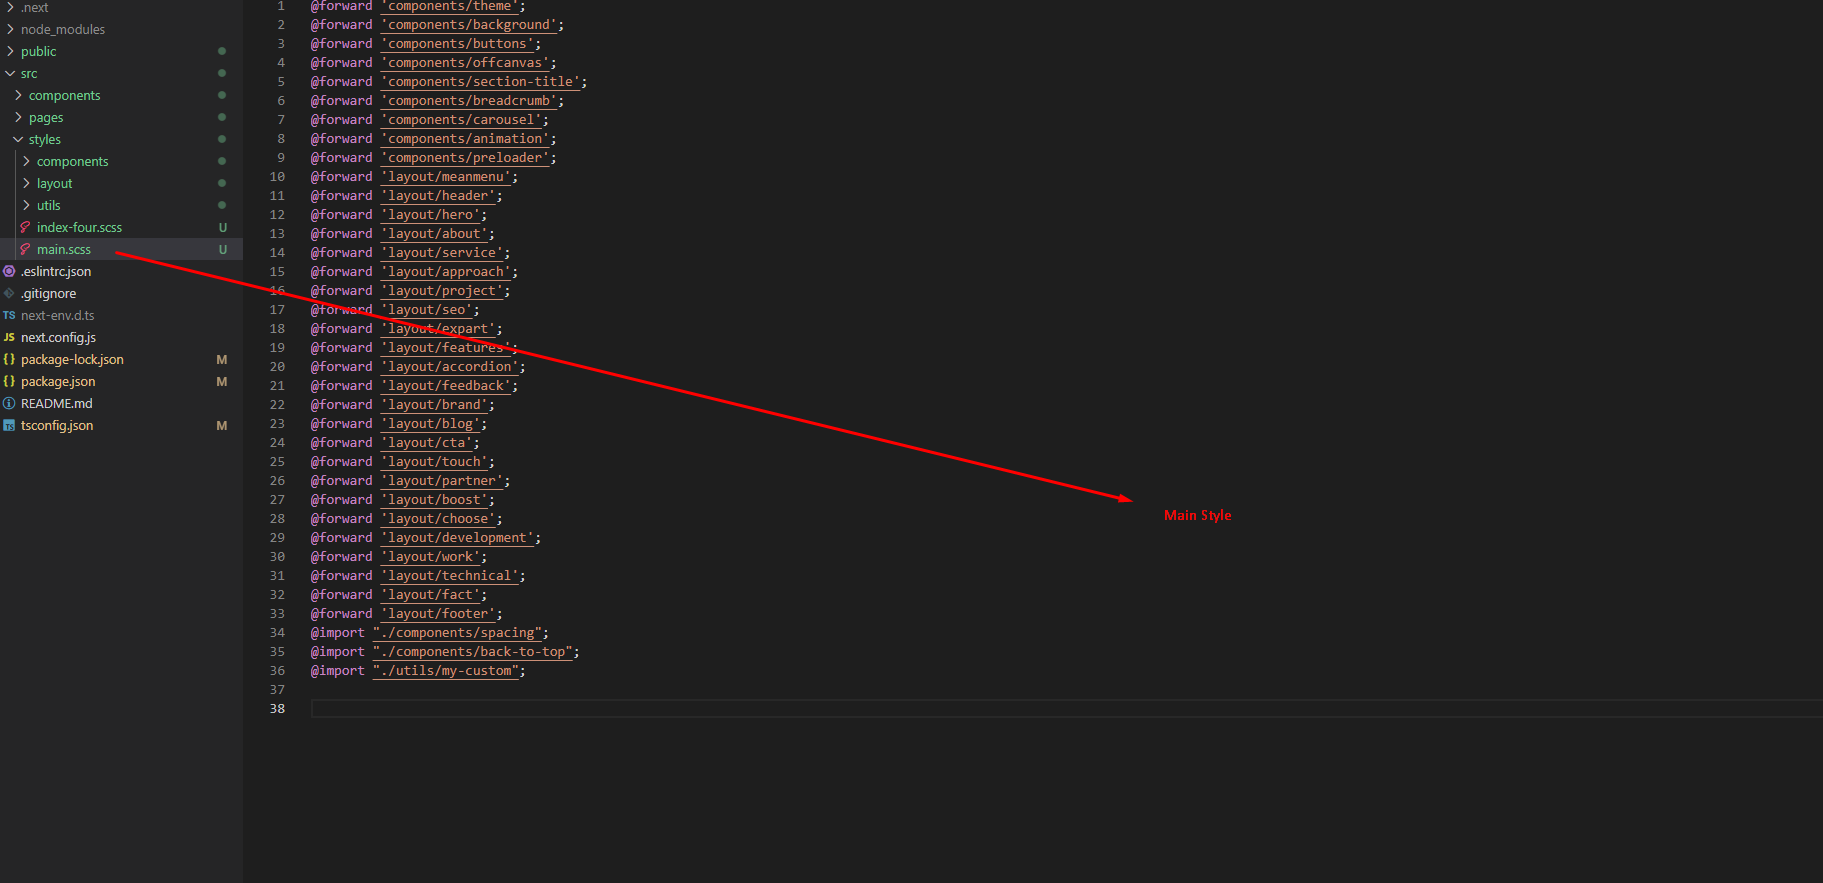 .next
node_modules
public
src
components
pages
styles
components
layout
utils
index-four.scss U
main.scss U
.eslintrc.json
.gitignore
TS next-env.d.ts
JS next.config.js
{} package-lock.json M
{} package.json M
README.md
TS tsconfig.json M
1 @forward 'components/theme';
2 @forward 'components/background';
3 @forward 'components/buttons';
4 @forward 'components/offcanvas';
5 @forward 'components/section-title';
6 @forward 'components/breadcrumb';
7 @forward 'components/carousel';
8 @forward 'components/animation';
9 @forward 'components/preloader';
10 @forward 'layout/meanmenu';
11 @forward 'layout/header';
12 @forward 'layout/hero';
13 @forward 'layout/about';
14 @forward 'layout/service';
15 @forward 'layout/approach';
16 @forward 'layout/project';
17 @forward 'layout/seo';
18 @forward 'layout/expart';
19 @forward 'layout/features';
20 @forward 'layout/accordion';
21 @forward 'layout/feedback';
22 @forward 'layout/brand';
23 @forward 'layout/blog';
24 @forward 'layout/cta';
25 @forward 'layout/touch';
26 @forward 'layout/partner';
27 @forward 'layout/boost';
28 @forward 'layout/choose';
29 @forward 'layout/development';
30 @forward 'layout/work';
31 @forward 'layout/technical';
32 @forward 'layout/fact';
33 @forward 'layout/footer';
34 @import "./components/spacing";
35 @import "./components/back-to-top";
36 @import "./utils/my-custom";
37
38
Main Style